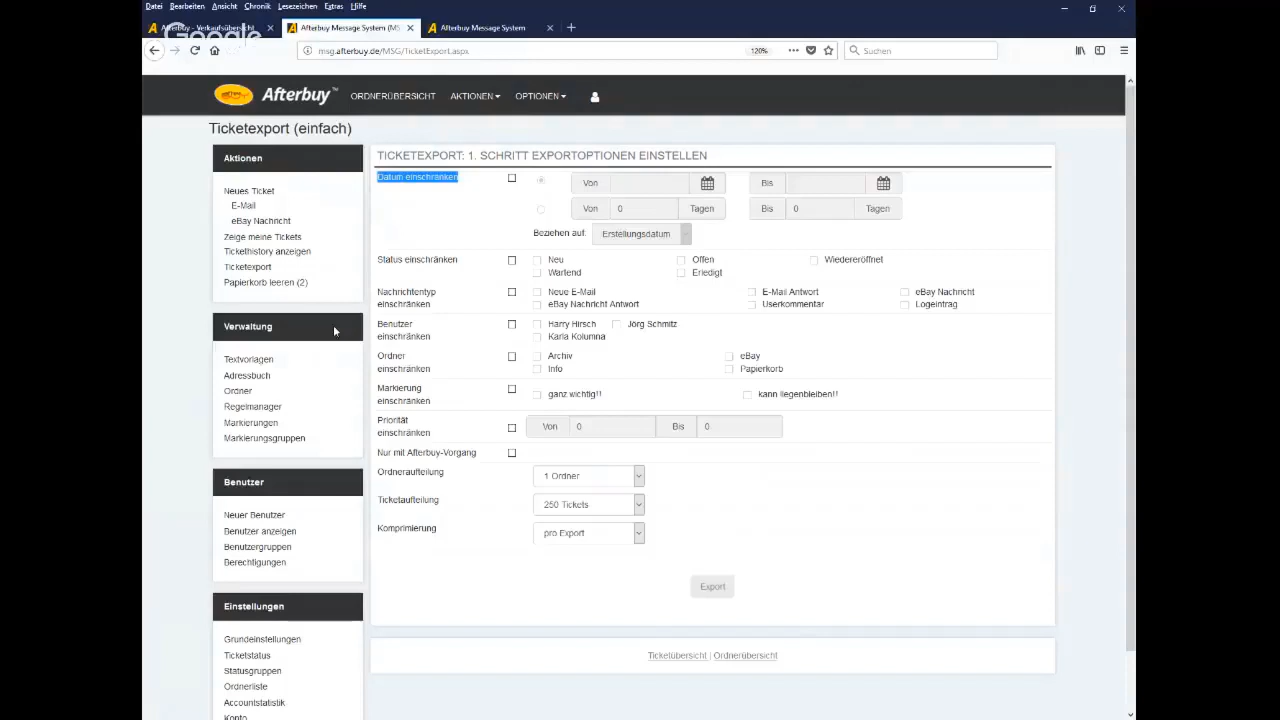 Datei Bearbeiten Ansicht Chronik Lesezeichen Extras Hilfe
Afterbuy - Verkaufsübersicht
Afterbuy Message System (MS
Afterbuy Message System
Google
msg.afterbuy.de/MSG/TicketExport.aspx
120%
Suchen
Afterbuy™
ORDNERÜBERSICHT AKTIONEN OPTIONEN
Ticketexport (einfach)
Aktionen
Neues Ticket
E-Mail
eBay Nachricht
Zeige meine Tickets
Tickethistory anzeigen
Ticketexport
Papierkorb leeren (2)
Verwaltung
Textvorlagen
Adressbuch
Ordner
Regelmanager
Markierungen
Markierungsgruppen
Benutzer
Neuer Benutzer
Benutzer anzeigen
Benutzergruppen
Berechtigungen
Einstellungen
Grundeinstellungen
Ticketstatus
Statusgruppen
Ordnerliste
Accountstatistik
Konto
TICKETEXPORT: 1. SCHRITT EXPORTOPTIONEN EINSTELLEN
Datum einschränken
Von Bis
Von 0 Tagen Bis 0 Tagen
Beziehen auf: Erstellungsdatum
Status einschränken Neu Offen Wiedereröffnet
Wartend Erledigt
Nachrichtentyp Neue E-Mail E-Mail Antwort eBay Nachricht
einschränken eBay Nachricht Antwort Userkommentar Logeintrag
Benutzer Harry Hirsch Jörg Schmitz
einschränken Karla Kolumna
Ordner Archiv eBay
einschränken Info Papierkorb
Markierung
einschränken ganz wichtig!! kann liegenbleiben!!
Priorität
einschränken Von 0 Bis 0
Nur mit Afterbuy-Vorgang
Ordneraufteilung 1 Ordner
Ticketaufteilung 250 Tickets
Komprimierung pro Export
Export
Ticketübersicht | Ordnerübersicht